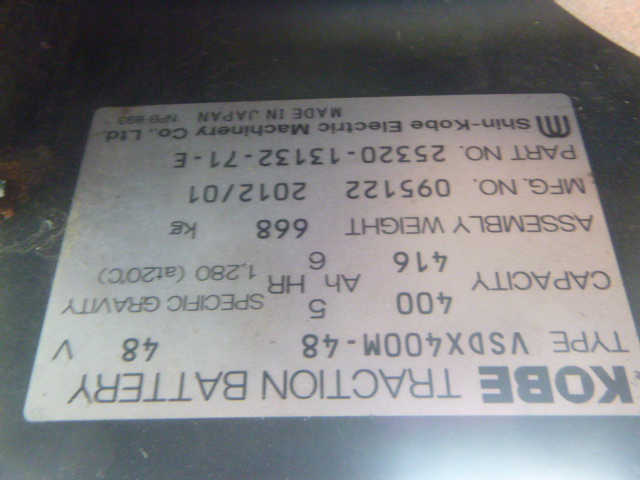 KOBE TRACTION BATTERY
TYPE VSDX400M-48 48 V
CAPACITY 400 Ah 5 HR SPECIFIC GRAVITY
416 6 1.280 (at20℃)
ASSEMBLY WEIGHT 668 kg
MFG. NO. 095122 2012/01
PART NO. 25320-13132-71-E
Shin-Kobe Electric Machinery Co., Ltd.
MADE IN JAPAN NPB-893